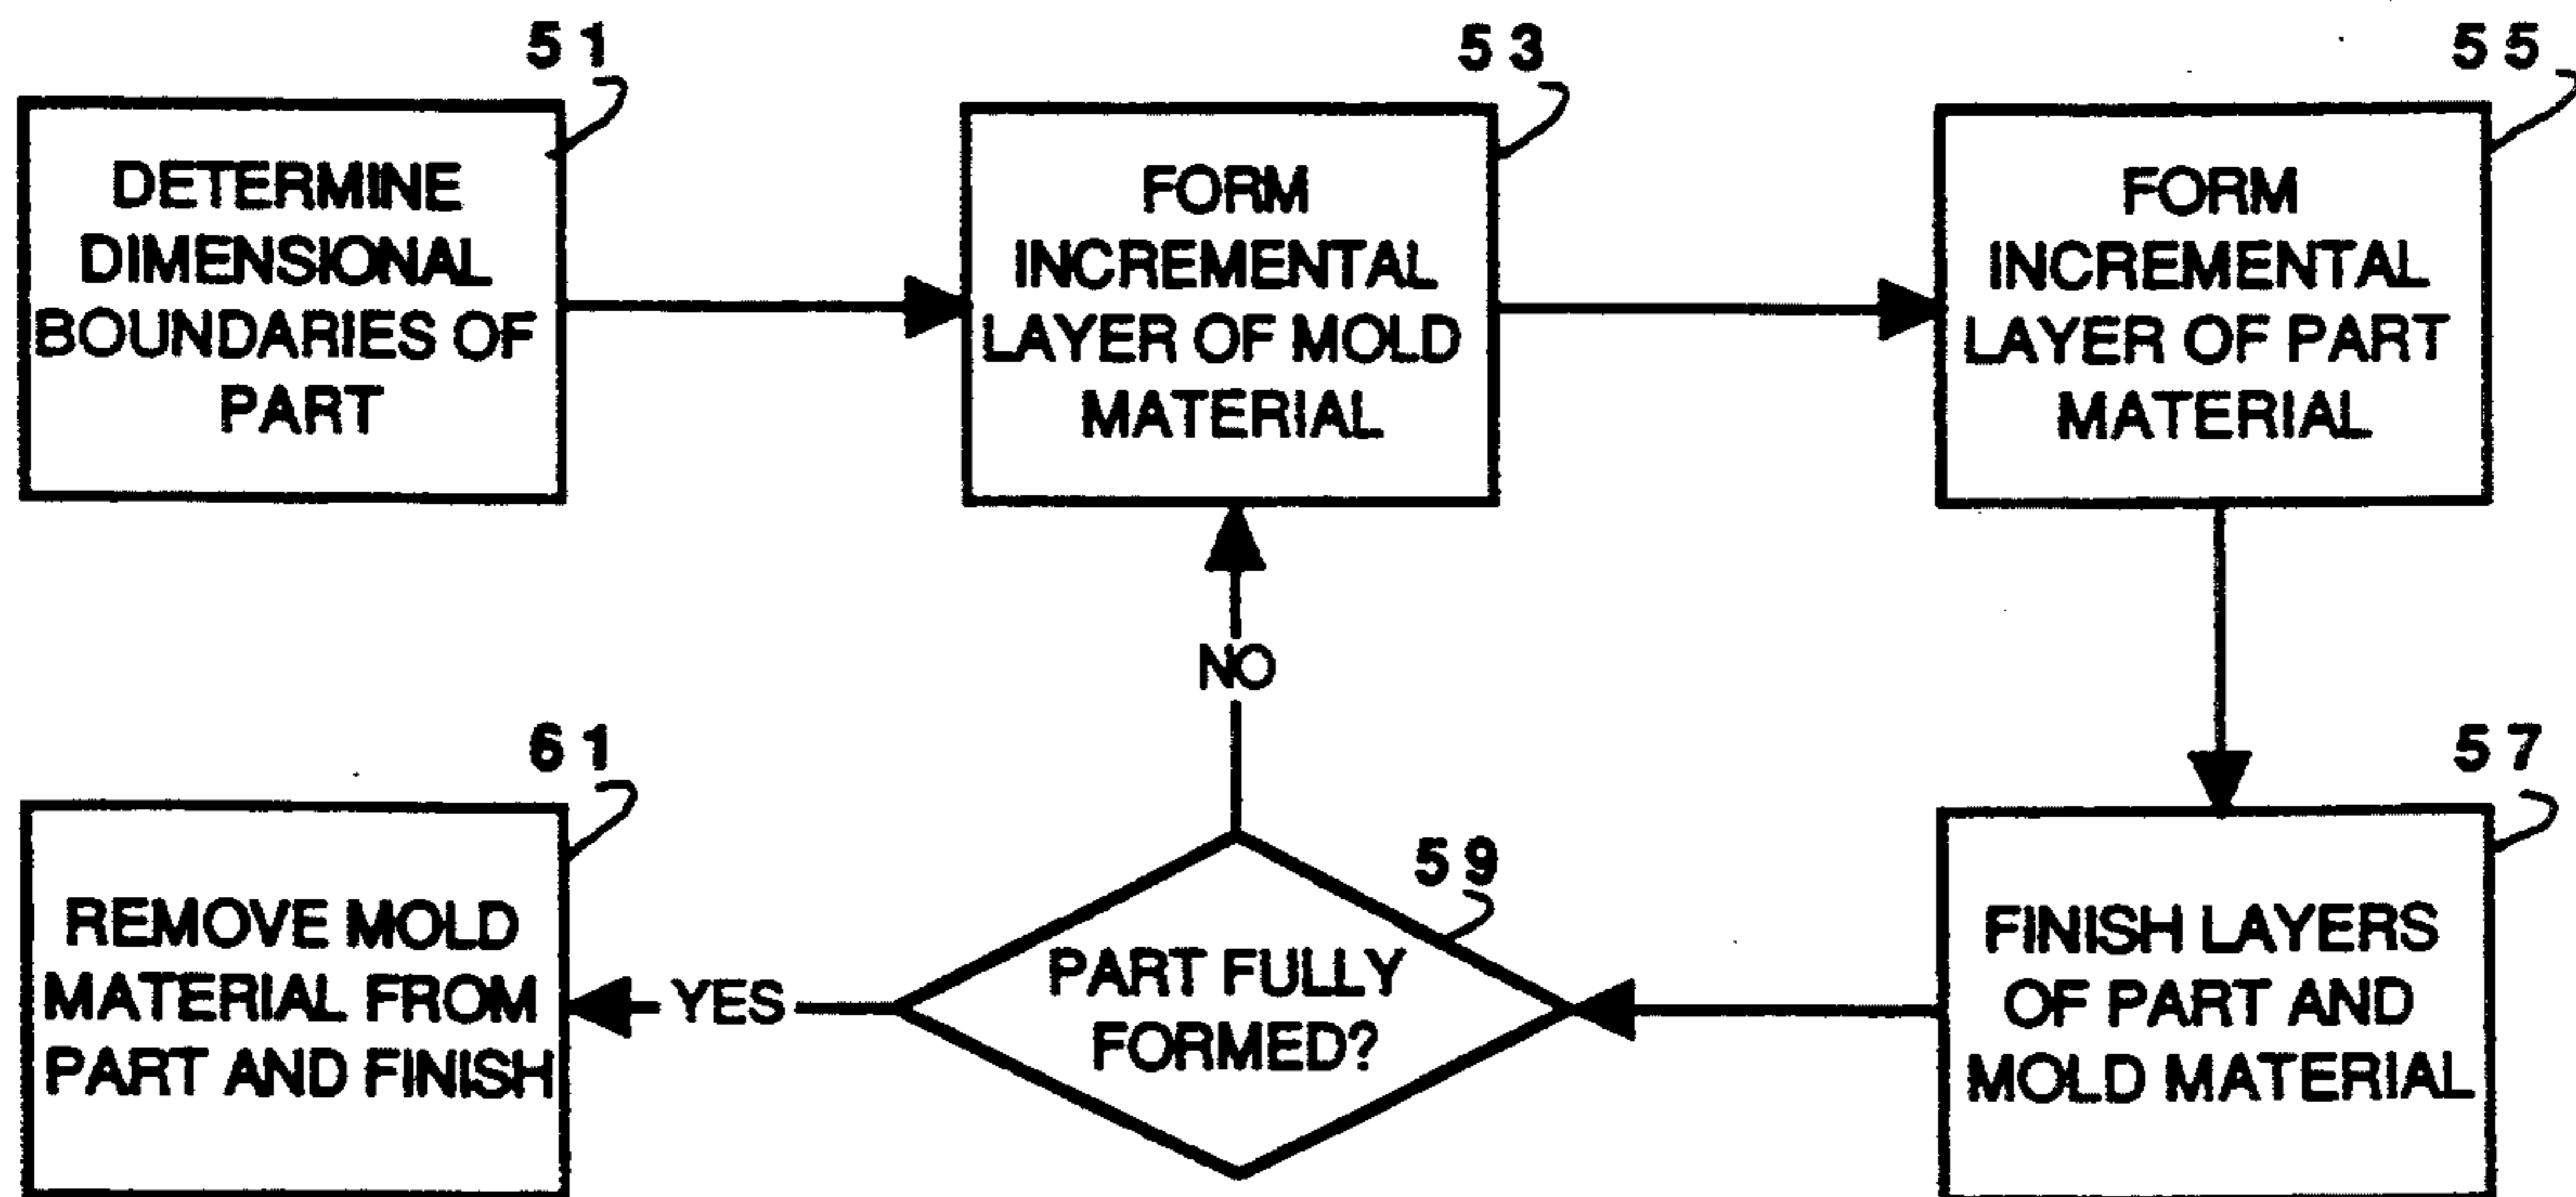 51
DETERMINE
DIMENSIONAL
BOUNDARIES OF
PART
53
FORM
INCREMENTAL
LAYER OF MOLD
MATERIAL
55
FORM
INCREMENTAL
LAYER OF PART
MATERIAL
NO
61
REMOVE MOLD
MATERIAL FROM
PART AND FINISH
YES
59
PART FULLY
FORMED?
57
FINISH LAYERS
OF PART AND
MOLD MATERIAL